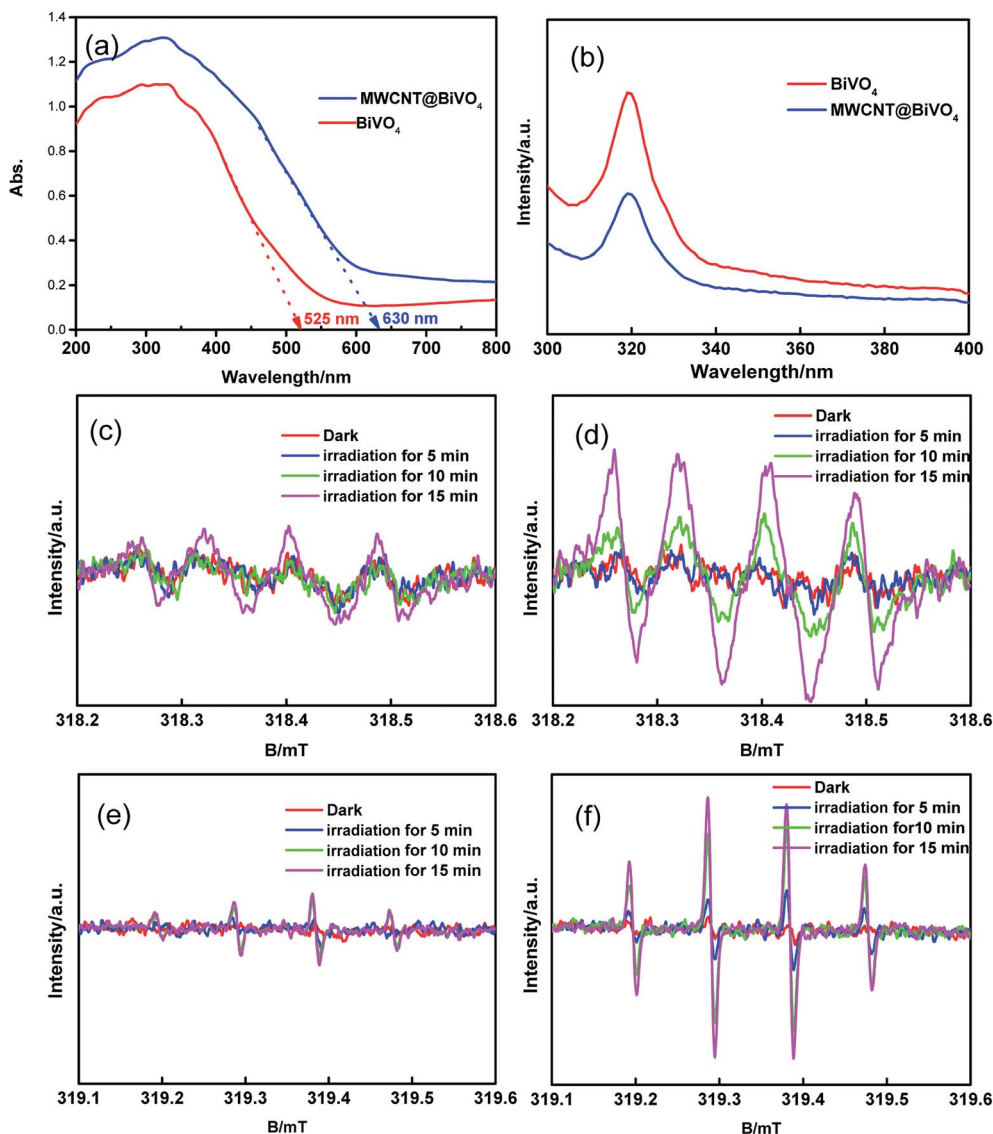 (a)
MWCNT@BiVO₄
BiVO₄
525 nm
630 nm
1.4
1.2
1.0
0.8
0.6
0.4
0.2
0.0
Abs.
200 300 400 500 600 700 800
Wavelength/nm
(b)
BiVO₄
MWCNT@BiVO₄
Intensity/a.u.
300 320 340 360 380 400
Wavelength/nm
(c)
Dark
irradiation for 5 min
irradiation for 10 min
irradiation for 15 min
Intensity/a.u.
318.2 318.3 318.4 318.5 318.6
B/mT
(d)
Dark
irradiation for 5 min
irradiation for 10 min
irradiation for 15 min
Intensity/a.u.
318.2 318.3 318.4 318.5 318.6
B/mT
(e)
Dark
irradiation for 5 min
irradiation for 10 min
irradiation for 15 min
Intensity/a.u.
319.1 319.2 319.3 319.4 319.5 319.6
B/mT
(f)
Dark
irradiation for 5 min
irradiation for10 min
irradiation for 15 min
Intensity/a.u.
319.1 319.2 319.3 319.4 319.5 319.6
B/mT